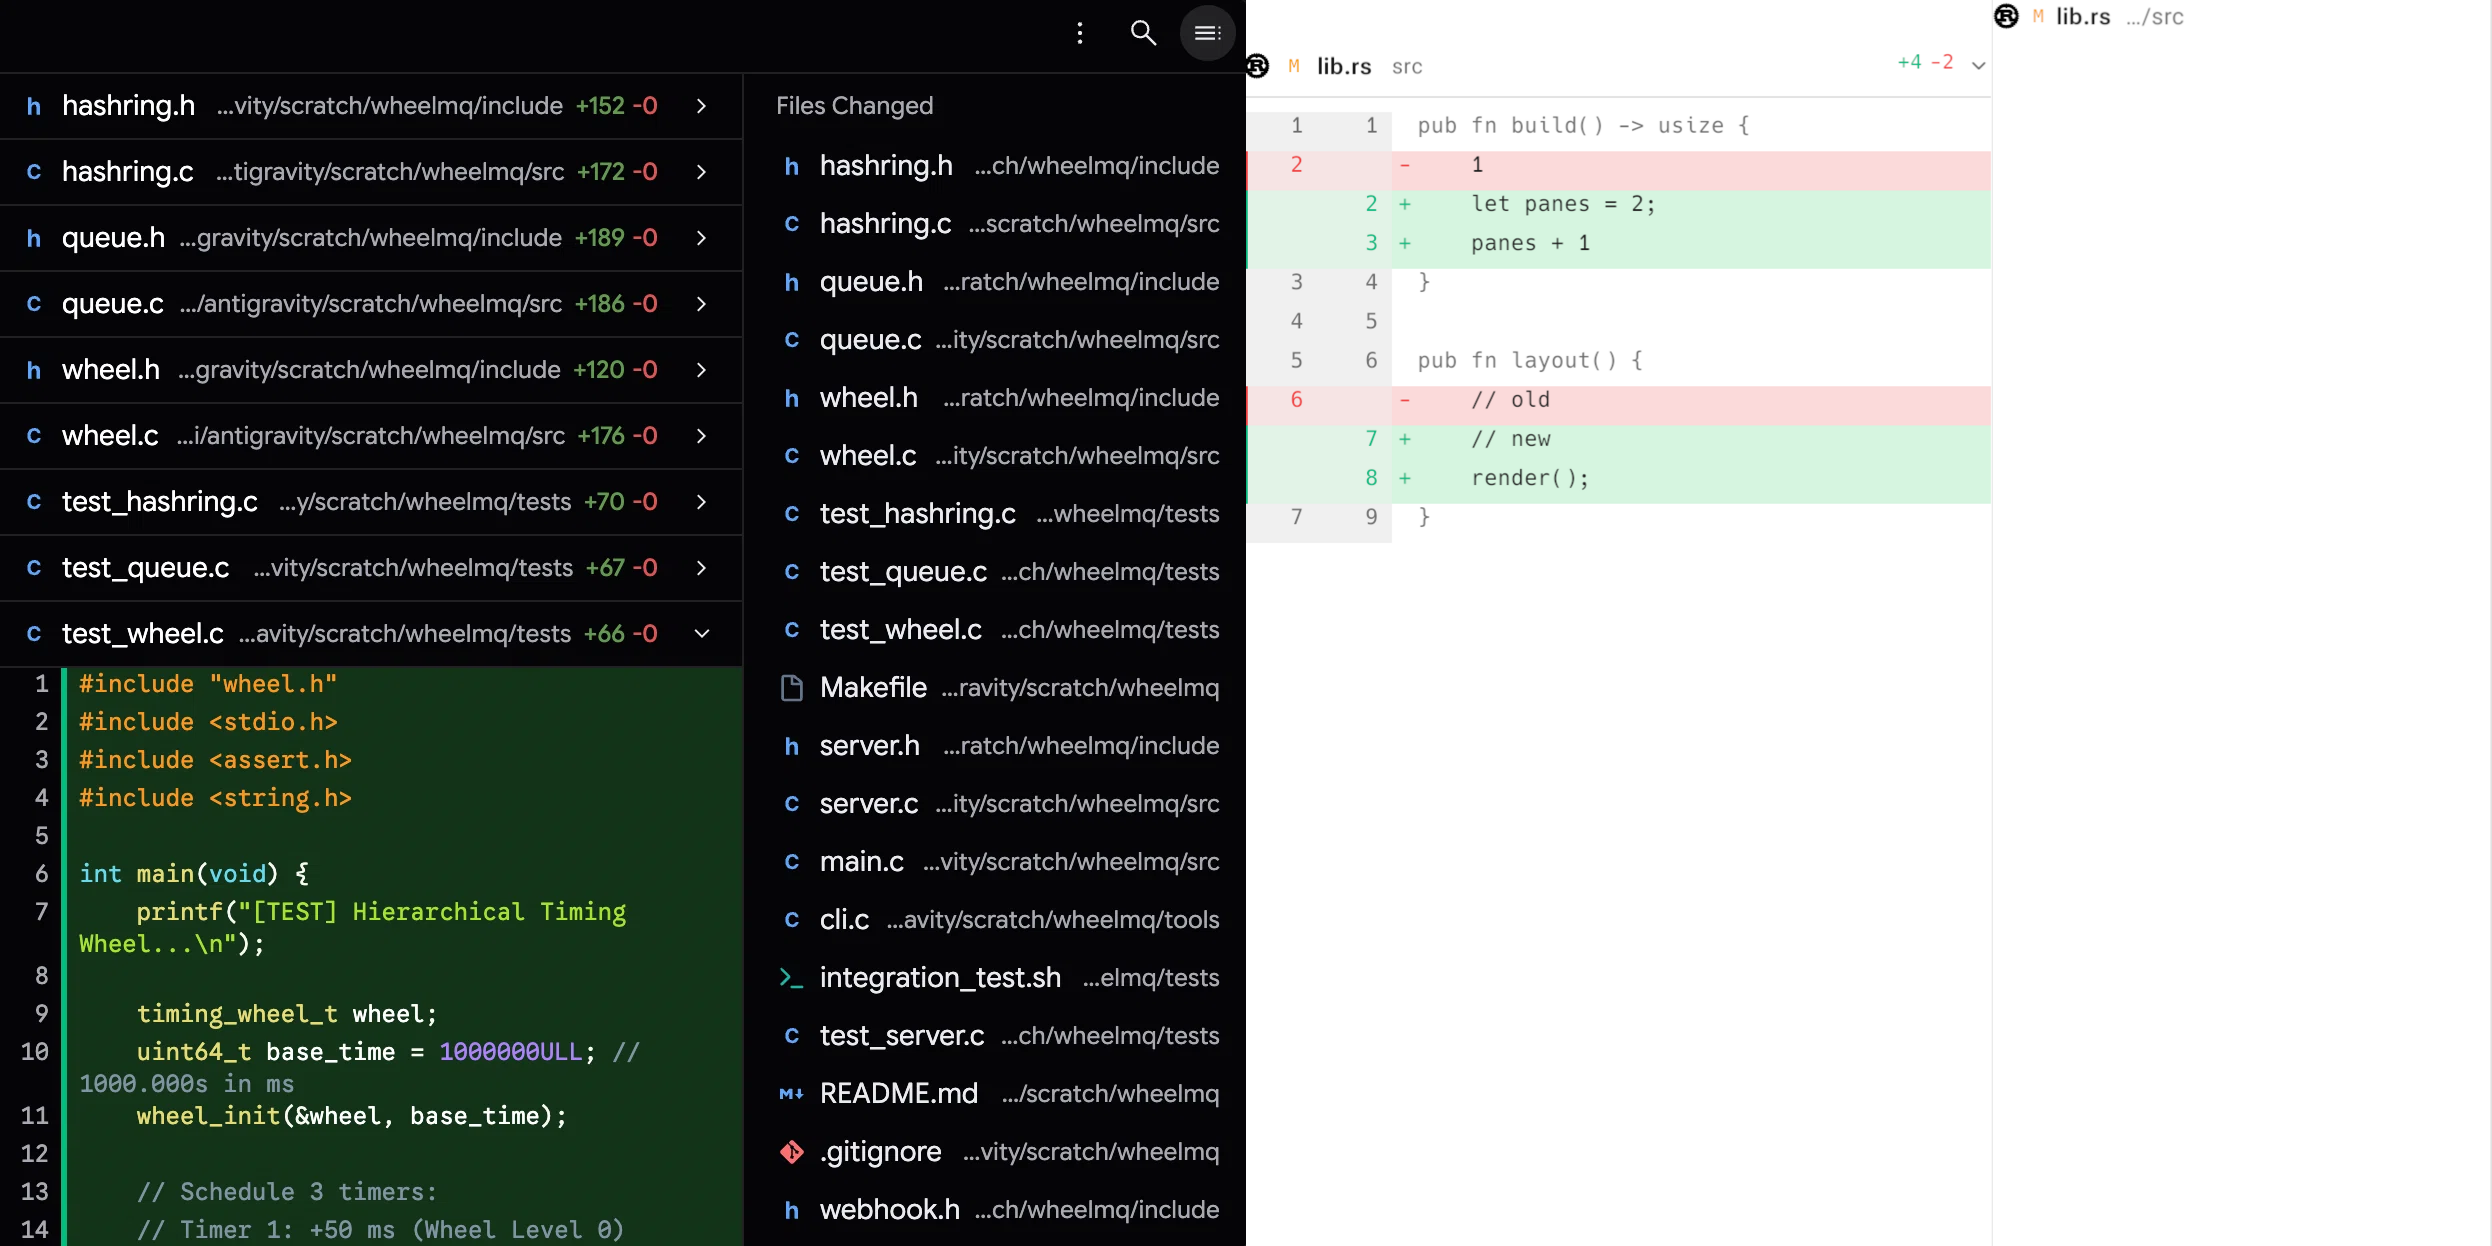 h hashring.h ...vity/scratch/wheelmq/include +152 -0
C hashring.c ...tigravity/scratch/wheelmq/src +172 -0
h queue.h ...gravity/scratch/wheelmq/include +189 -0
C queue.c .../antigravity/scratch/wheelmq/src +186 -0
h wheel.h ...gravity/scratch/wheelmq/include +120 -0
C wheel.c ...i/antigravity/scratch/wheelmq/src +176 -0
C test_hashring.c ...y/scratch/wheelmq/tests +70 -0
C test_queue.c ...vity/scratch/wheelmq/tests +67 -0
C test_wheel.c ...avity/scratch/wheelmq/tests +66 -0
1 #include "wheel.h"
2 #include <stdio.h>
3 #include <assert.h>
4 #include <string.h>
5
6 int main(void) {
7     printf("[TEST] Hierarchical Timing
Wheel...\n");
8
9     timing_wheel_t wheel;
10     uint64_t base_time = 1000000ULL; //
1000.000s in ms
11     wheel_init(&wheel, base_time);
12
13     // Schedule 3 timers:
14     // Timer 1: +50 ms (Wheel Level 0)
Files Changed
h hashring.h ...ch/wheelmq/include
C hashring.c ...scratch/wheelmq/src
h queue.h ...ratch/wheelmq/include
C queue.c ...ity/scratch/wheelmq/src
h wheel.h ...ratch/wheelmq/include
C wheel.c ...ity/scratch/wheelmq/src
C test_hashring.c ...wheelmq/tests
C test_queue.c ...ch/wheelmq/tests
C test_wheel.c ...ch/wheelmq/tests
Makefile ...ravity/scratch/wheelmq
h server.h ...ratch/wheelmq/include
C server.c ...ity/scratch/wheelmq/src
C main.c ...vity/scratch/wheelmq/src
C cli.c ...avity/scratch/wheelmq/tools
>_ integration_test.sh ...elmq/tests
C test_server.c ...ch/wheelmq/tests
M↓ README.md .../scratch/wheelmq
.gitignore ...vity/scratch/wheelmq
h webhook.h ...ch/wheelmq/include
R M lib.rs src +4 -2
1 1 pub fn build() -> usize {
2 -     1
2 +     let panes = 2;
3 +     panes + 1
3 4 }
4 5
5 6 pub fn layout() {
6 -     // old
7 +     // new
8 +     render();
7 9 }
R M lib.rs .../src